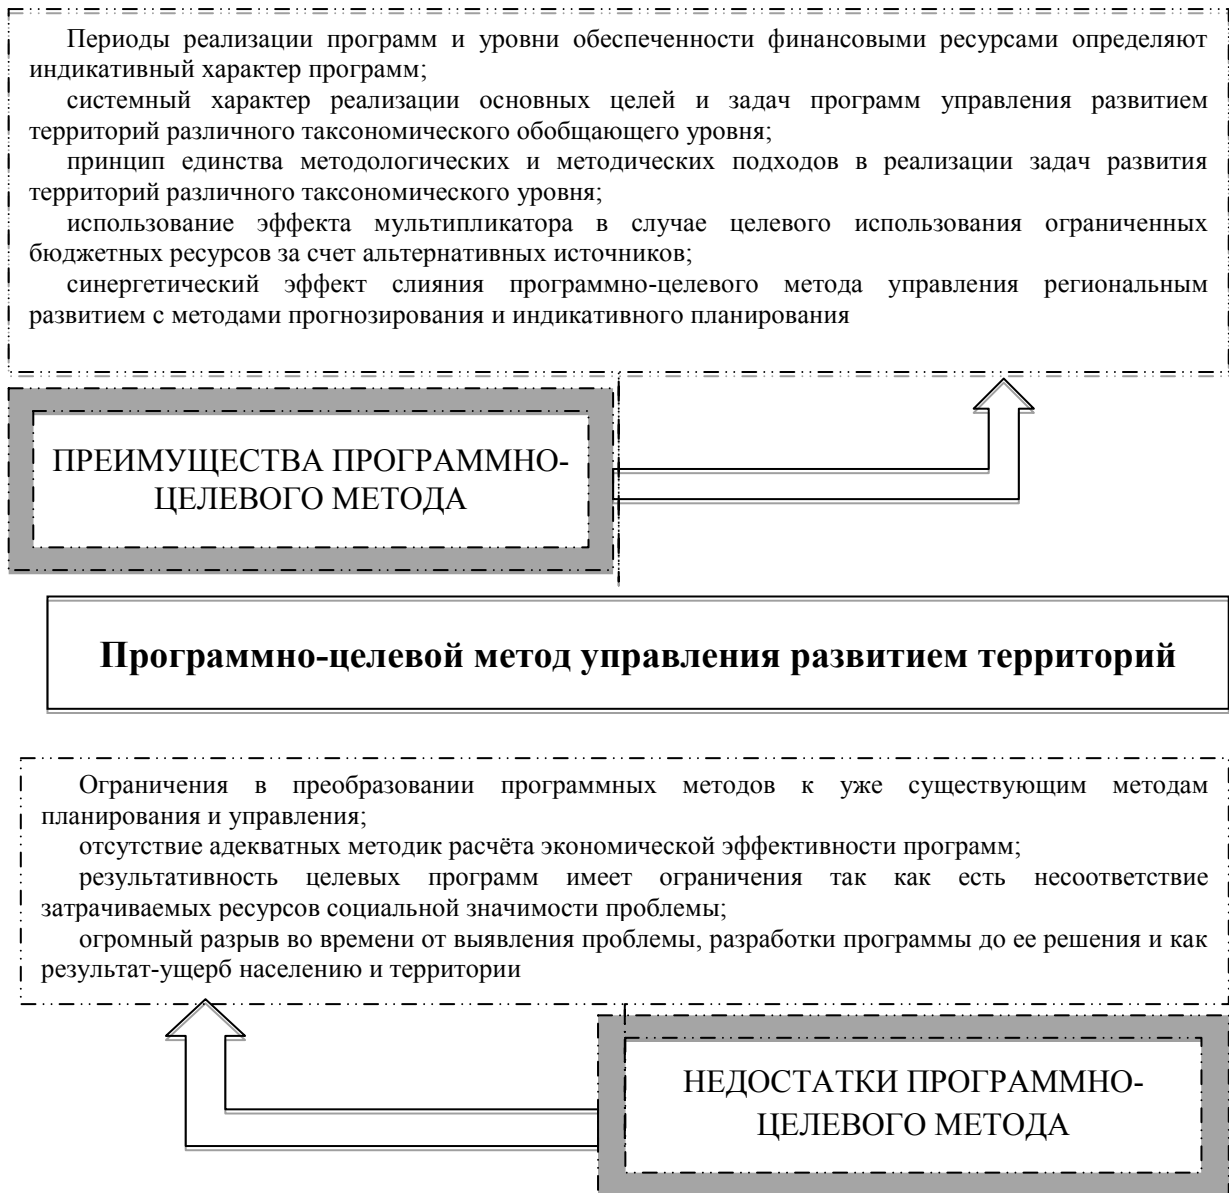 Периоды реализации программ и уровни обеспеченности финансовыми ресурсами определяют
индикативный характер программ;
системный характер реализации основных целей и задач программ управления развитием
территорий различного таксономического обобщающего уровня;
принцип единства методологических и методических подходов в реализации задач развития
территорий различного таксономического уровня;
использование эффекта мультипликатора в случае целевого использования ограниченных
бюджетных ресурсов за счет альтернативных источников;
синергетический эффект слияния программно-целевого метода управления региональным
развитием с методами прогнозирования и индикативного планирования
ПРЕИМУЩЕСТВА ПРОГРАММНО-
ЦЕЛЕВОГО МЕТОДА
Программно-целевой метод управления развитием территорий
Ограничения в преобразовании программных методов к уже существующим методам
планирования и управления;
отсутствие адекватных методик расчёта экономической эффективности программ;
результативность целевых программ имеет ограничения так как есть несоответствие
затрачиваемых ресурсов социальной значимости проблемы;
огромный разрыв во времени от выявления проблемы, разработки программы до ее решения и как
результат-ущерб населению и территории
НЕДОСТАТКИ ПРОГРАММНО-
ЦЕЛЕВОГО МЕТОДА